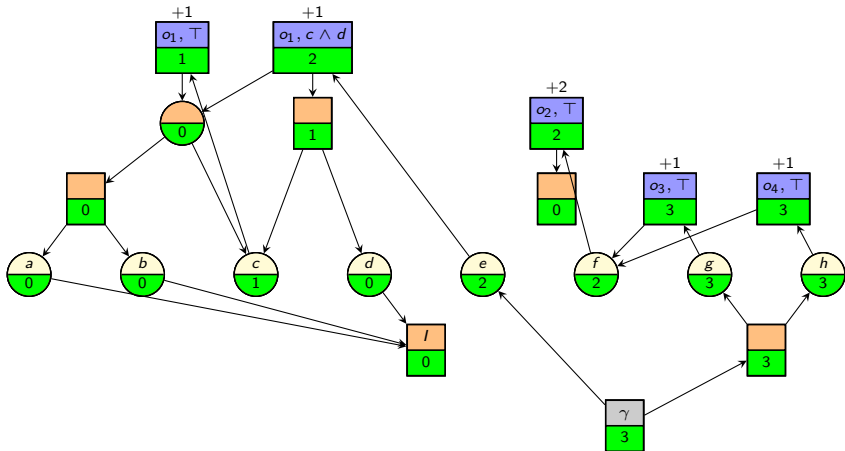 +1 +1
o₁, ⊤ o₁, c ∧ d
1 2
+2
o₂, ⊤
0 1 2
+1 +1
o₃, ⊤ o₄, ⊤
0 0 3 3
a b c d e f g h
0 0 1 0 2 2 3 3
I
0 3
γ
3